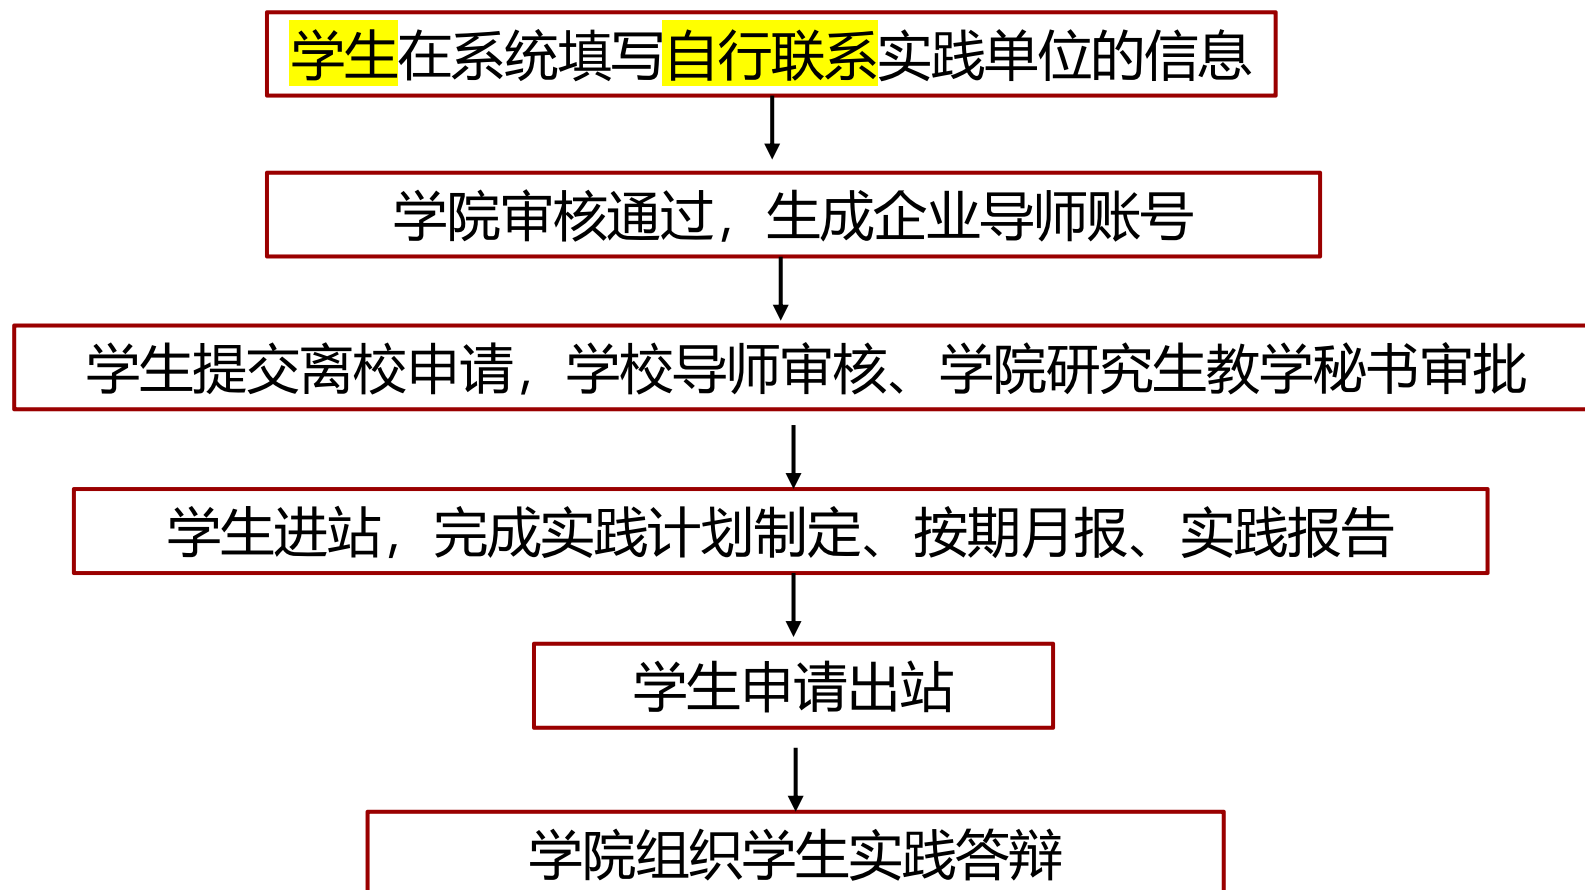 学生在系统填写自行联系实践单位的信息
学院审核通过，生成企业导师账号
学生提交离校申请，学校导师审核、学院研究生教学秘书审批
学生进站，完成实践计划制定、按期月报、实践报告
学生申请出站
学院组织学生实践答辩